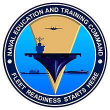 NAVAL EDUCATION AND TRAINING COMMAND
FLEET READINESS STARTS HERE